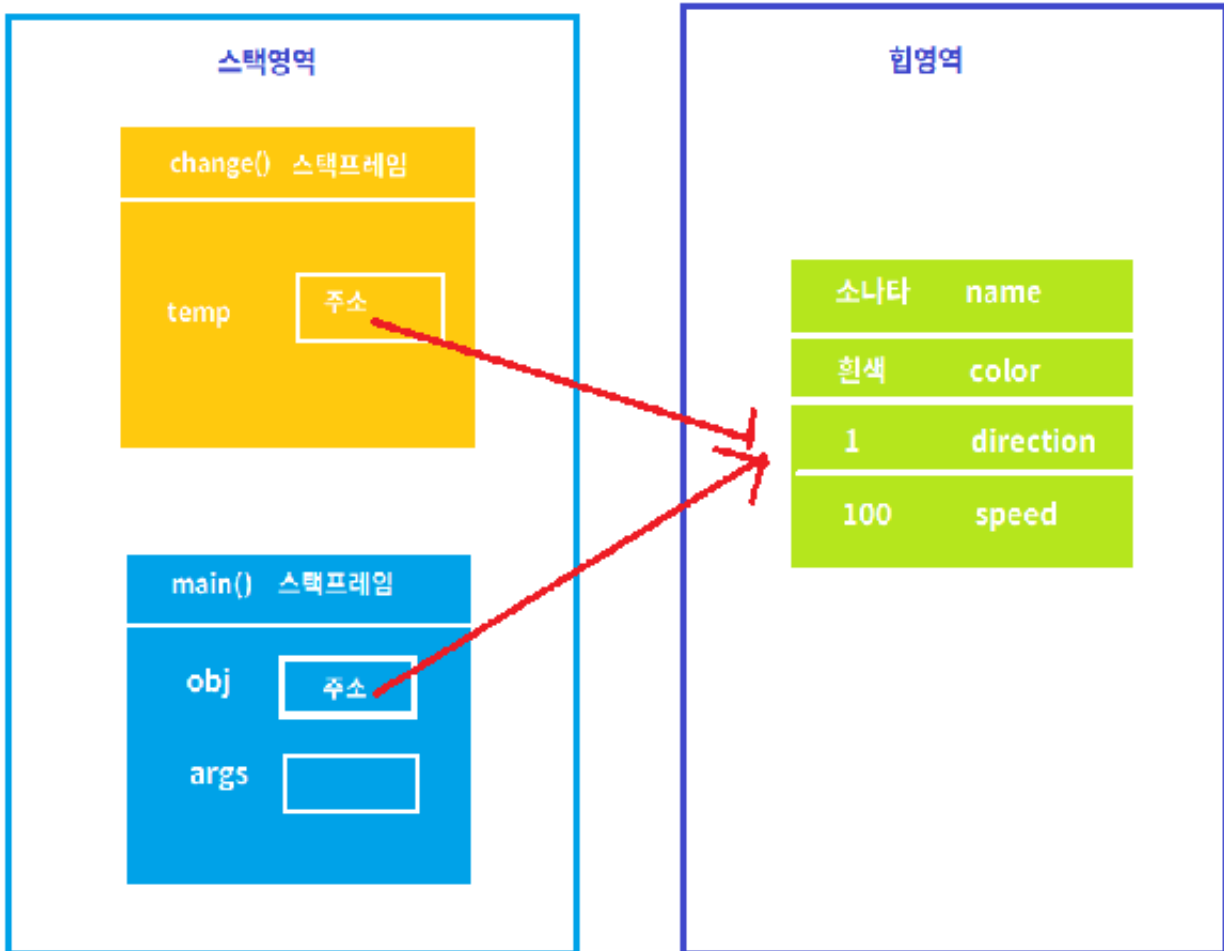 스택영역
change() 스택프레임
temp 주소
main() 스택프레임
obj 주소
args
힙영역
소나타 name
흰색 color
1 direction
100 speed